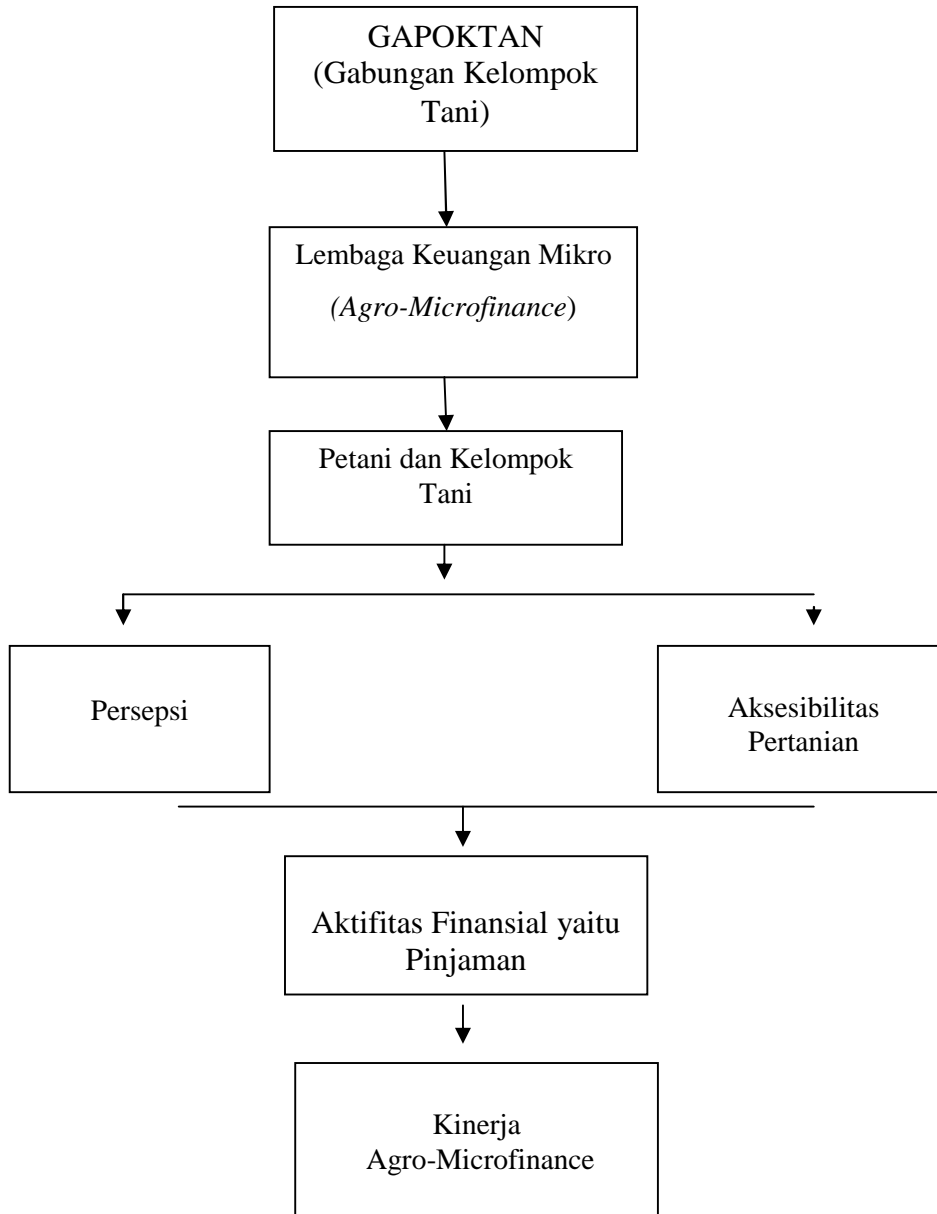 GAPOKTAN
(Gabungan Kelompok
Tani)
Lembaga Keuangan Mikro
(Agro-Microfinance)
Petani dan Kelompok
Tani
Persepsi
Aksesibilitas
Pertanian
Aktifitas Finansial yaitu
Pinjaman
Kinerja
Agro-Microfinance